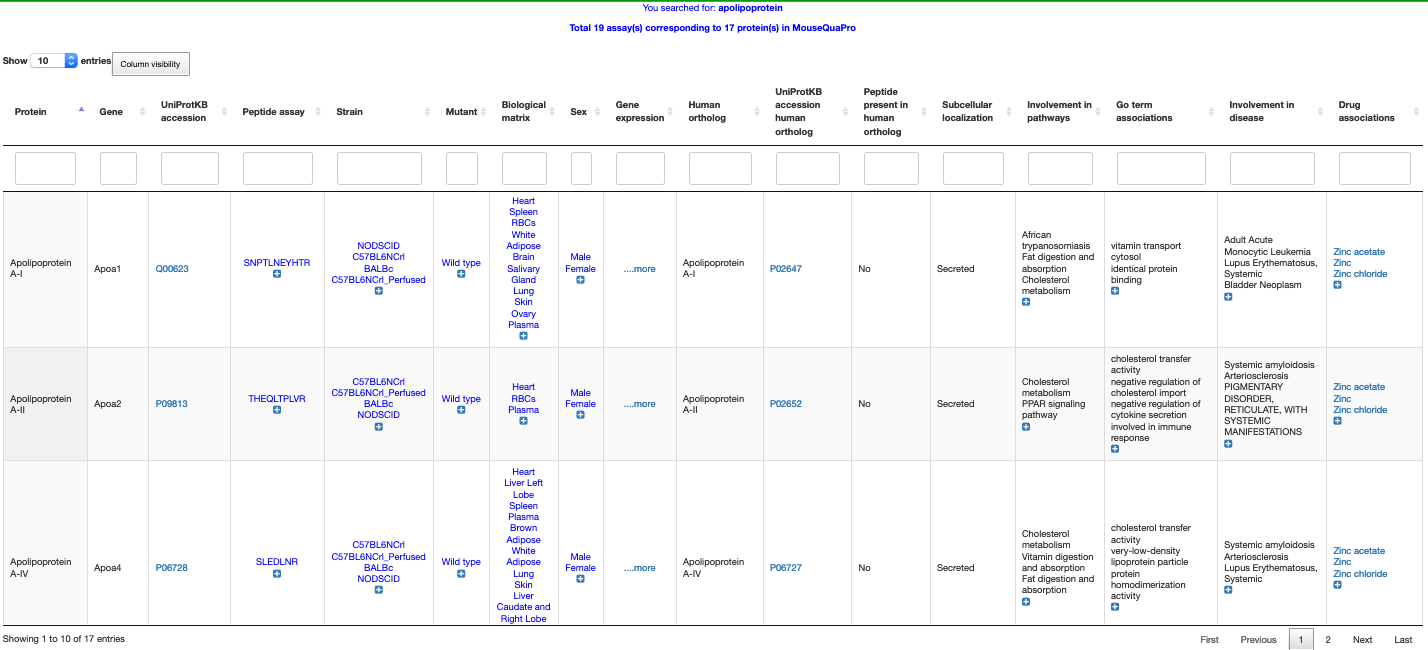 You searched for: apolipoprotein
Total 19 assay(s) corresponding to 17 protein(s) in MouseQuaPro
Show 10 entries Column visibility
Protein
Gene
UniProtKB
accession
Peptide assay
Strain
Mutant
Biological
matrix
Sex
Gene
expression
Human
ortholog
UniProtKB
accession
human
ortholog
Peptide
present in
human
ortholog
Subcellular
localization
Involvement in
pathways
Go term
associations
Involvement in
disease
Drug
associations
Apolipoprotein
A-I
Apoa1
Q00623
SNPTLNEYHTR
NODSCID
C57BL6NCrl
BALBc
C57BL6NCrl_Perfused
Wild type
Heart
Spleen
RBCs
White
Adipose
Brain
Salivary
Gland
Lung
Skin
Ovary
Plasma
Male
Female
....more
Apolipoprotein
A-I
P02647
No
Secreted
African
trypanosomiasis
Fat digestion and
absorption
Cholesterol
metabolism
vitamin transport
cytosol
identical protein
binding
Adult Acute
Monocytic Leukemia
Lupus Erythematosus,
Systemic
Bladder Neoplasm
Zinc acetate
Zinc
Zinc chloride
Apolipoprotein
A-II
Apoa2
P09813
THEQLTPLVR
C57BL6NCrl
C57BL6NCrl_Perfused
BALBc
NODSCID
Wild type
Heart
RBCs
Plasma
Male
Female
....more
Apolipoprotein
A-II
P02652
No
Secreted
Cholesterol
metabolism
PPAR signaling
pathway
cholesterol transfer
activity
negative regulation of
cholesterol import
negative regulation of
cytokine secretion
involved in immune
response
Systemic amyloidosis
Arteriosclerosis
PIGMENTARY
DISORDER,
RETICULATE, WITH
SYSTEMIC
MANIFESTATIONS
Zinc acetate
Zinc
Zinc chloride
Apolipoprotein
A-IV
Apoa4
P06728
SLEDLNR
C57BL6NCrl
C57BL6NCrl_Perfused
BALBc
NODSCID
Wild type
Heart
Liver Left
Lobe
Spleen
Plasma
Brown
Adipose
White
Adipose
Lung
Skin
Liver
Caudate and
Right Lobe
Male
Female
....more
Apolipoprotein
A-IV
P06727
No
Secreted
Cholesterol
metabolism
Vitamin digestion
and absorption
Fat digestion and
absorption
cholesterol transfer
activity
very-low-density
lipoprotein particle
protein
homodimerization
activity
Systemic amyloidosis
Arteriosclerosis
Lupus Erythematosus,
Systemic
Zinc acetate
Zinc
Zinc chloride
Showing 1 to 10 of 17 entries
First Previous 1 2 Next Last